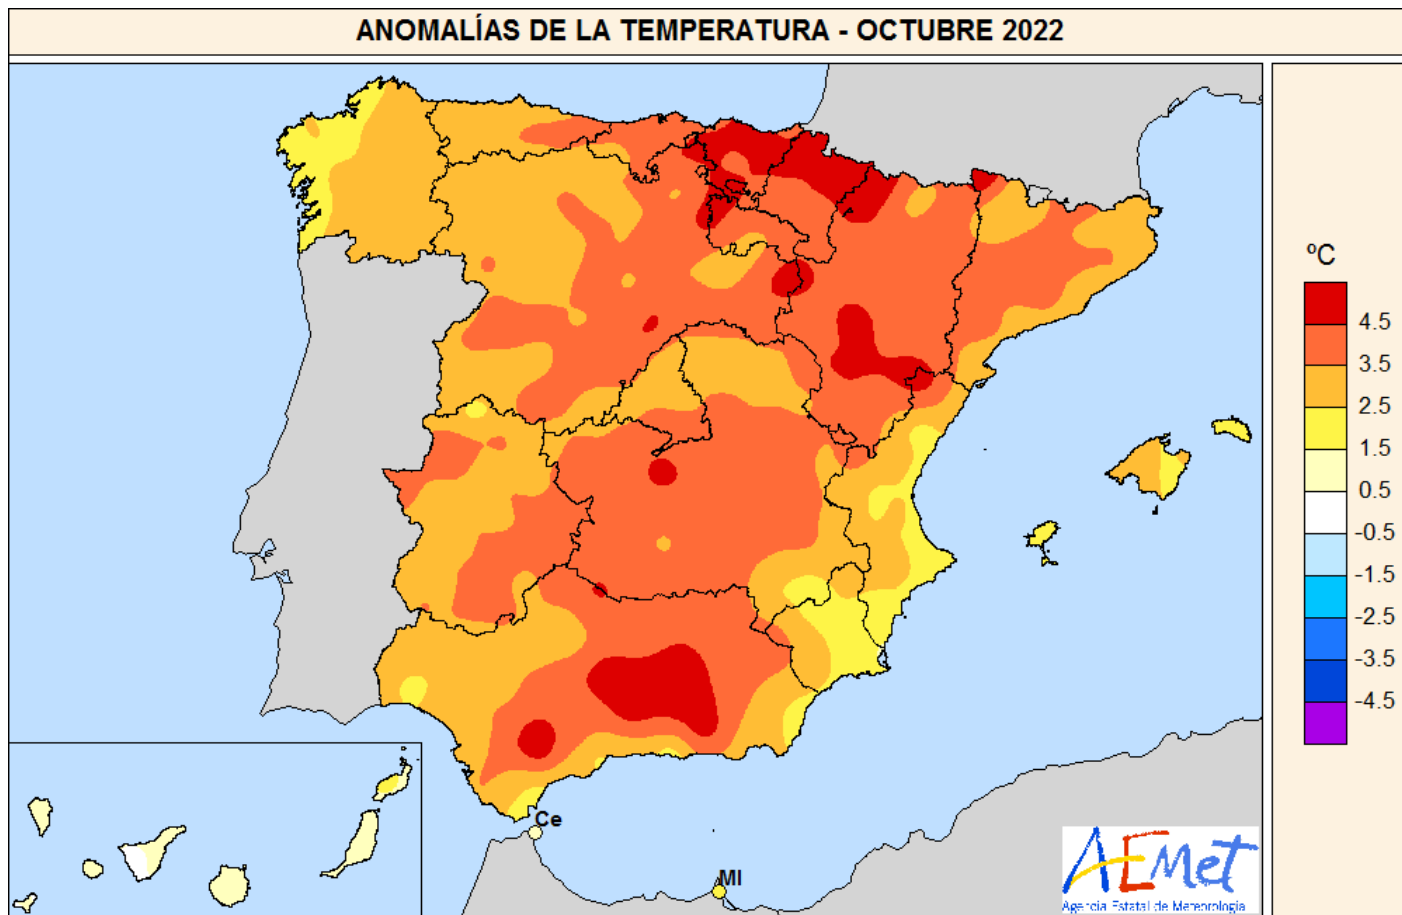 ANOMALÍAS DE LA TEMPERATURA - OCTUBRE 2022
ºC
4.5
3.5
2.5
1.5
0.5
-0.5
-1.5
-2.5
-3.5
-4.5
Ce
Ml
AEmet
Agencia Estatal de Meteorología